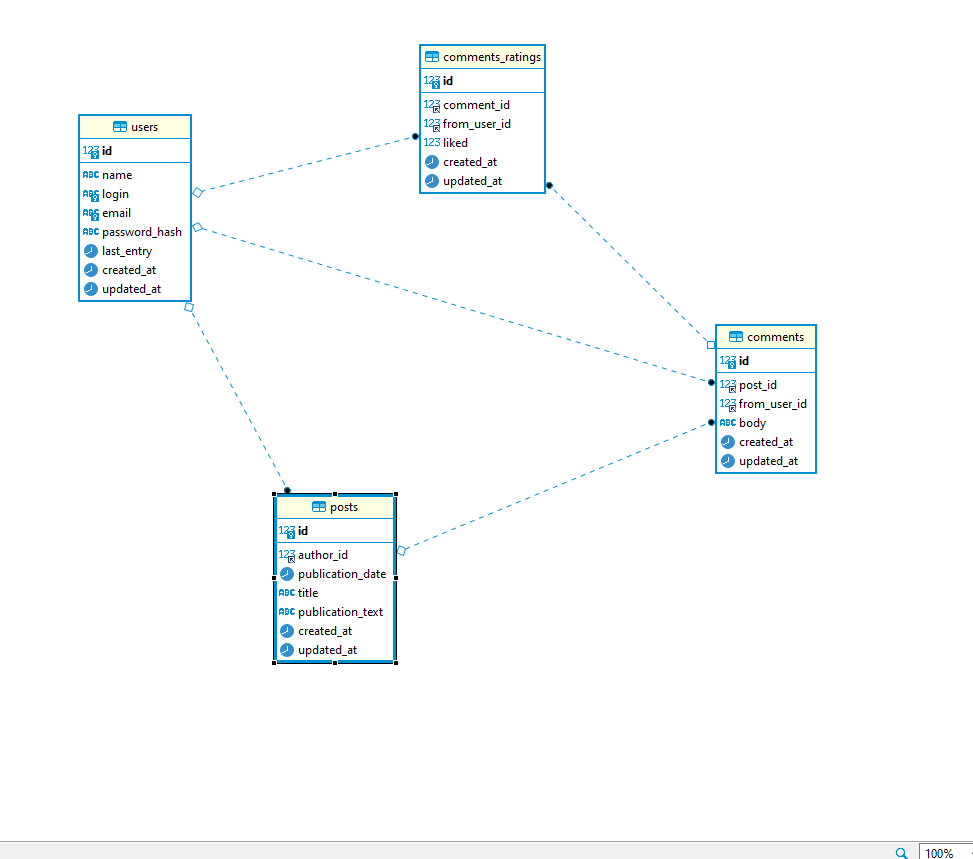 comments_ratings
123 id
123 comment_id
123 from_user_id
123 liked
created_at
updated_at
users
123 id
ABC name
ABC login
ABC email
ABC password_hash
last_entry
created_at
updated_at
comments
123 id
123 post_id
123 from_user_id
ABC body
created_at
updated_at
posts
123 id
123 author_id
publication_date
ABC title
ABC publication_text
created_at
updated_at
100%